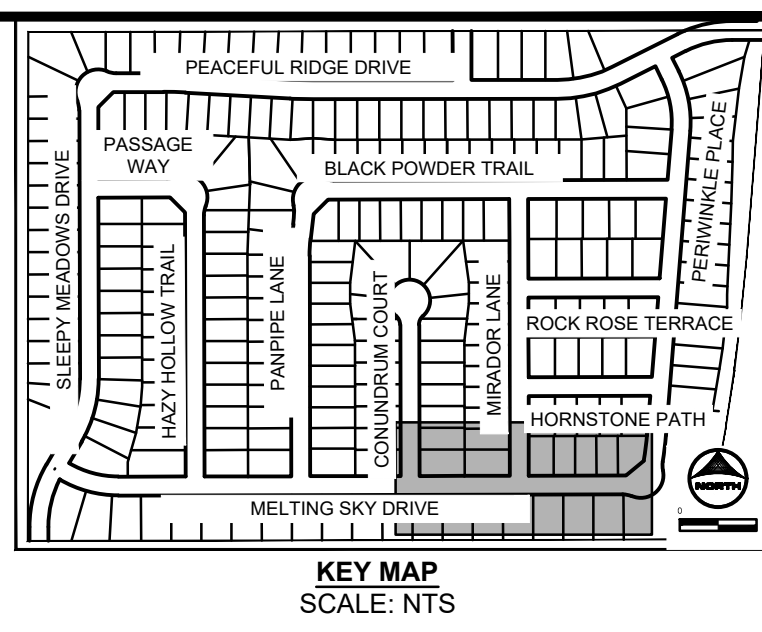 PEACEFUL RIDGE DRIVE
PASSAGE
WAY
BLACK POWDER TRAIL
PERIWINKLE PLACE
SLEEPY MEADOWS DRIVE
HAZY HOLLOW TRAIL
PANPIPE LANE
CONUNDRUM COURT
MIRADOR LANE
ROCK ROSE TERRACE
HORNSTONE PATH
MELTING SKY DRIVE
NORTH
0
KEY MAP
SCALE: NTS